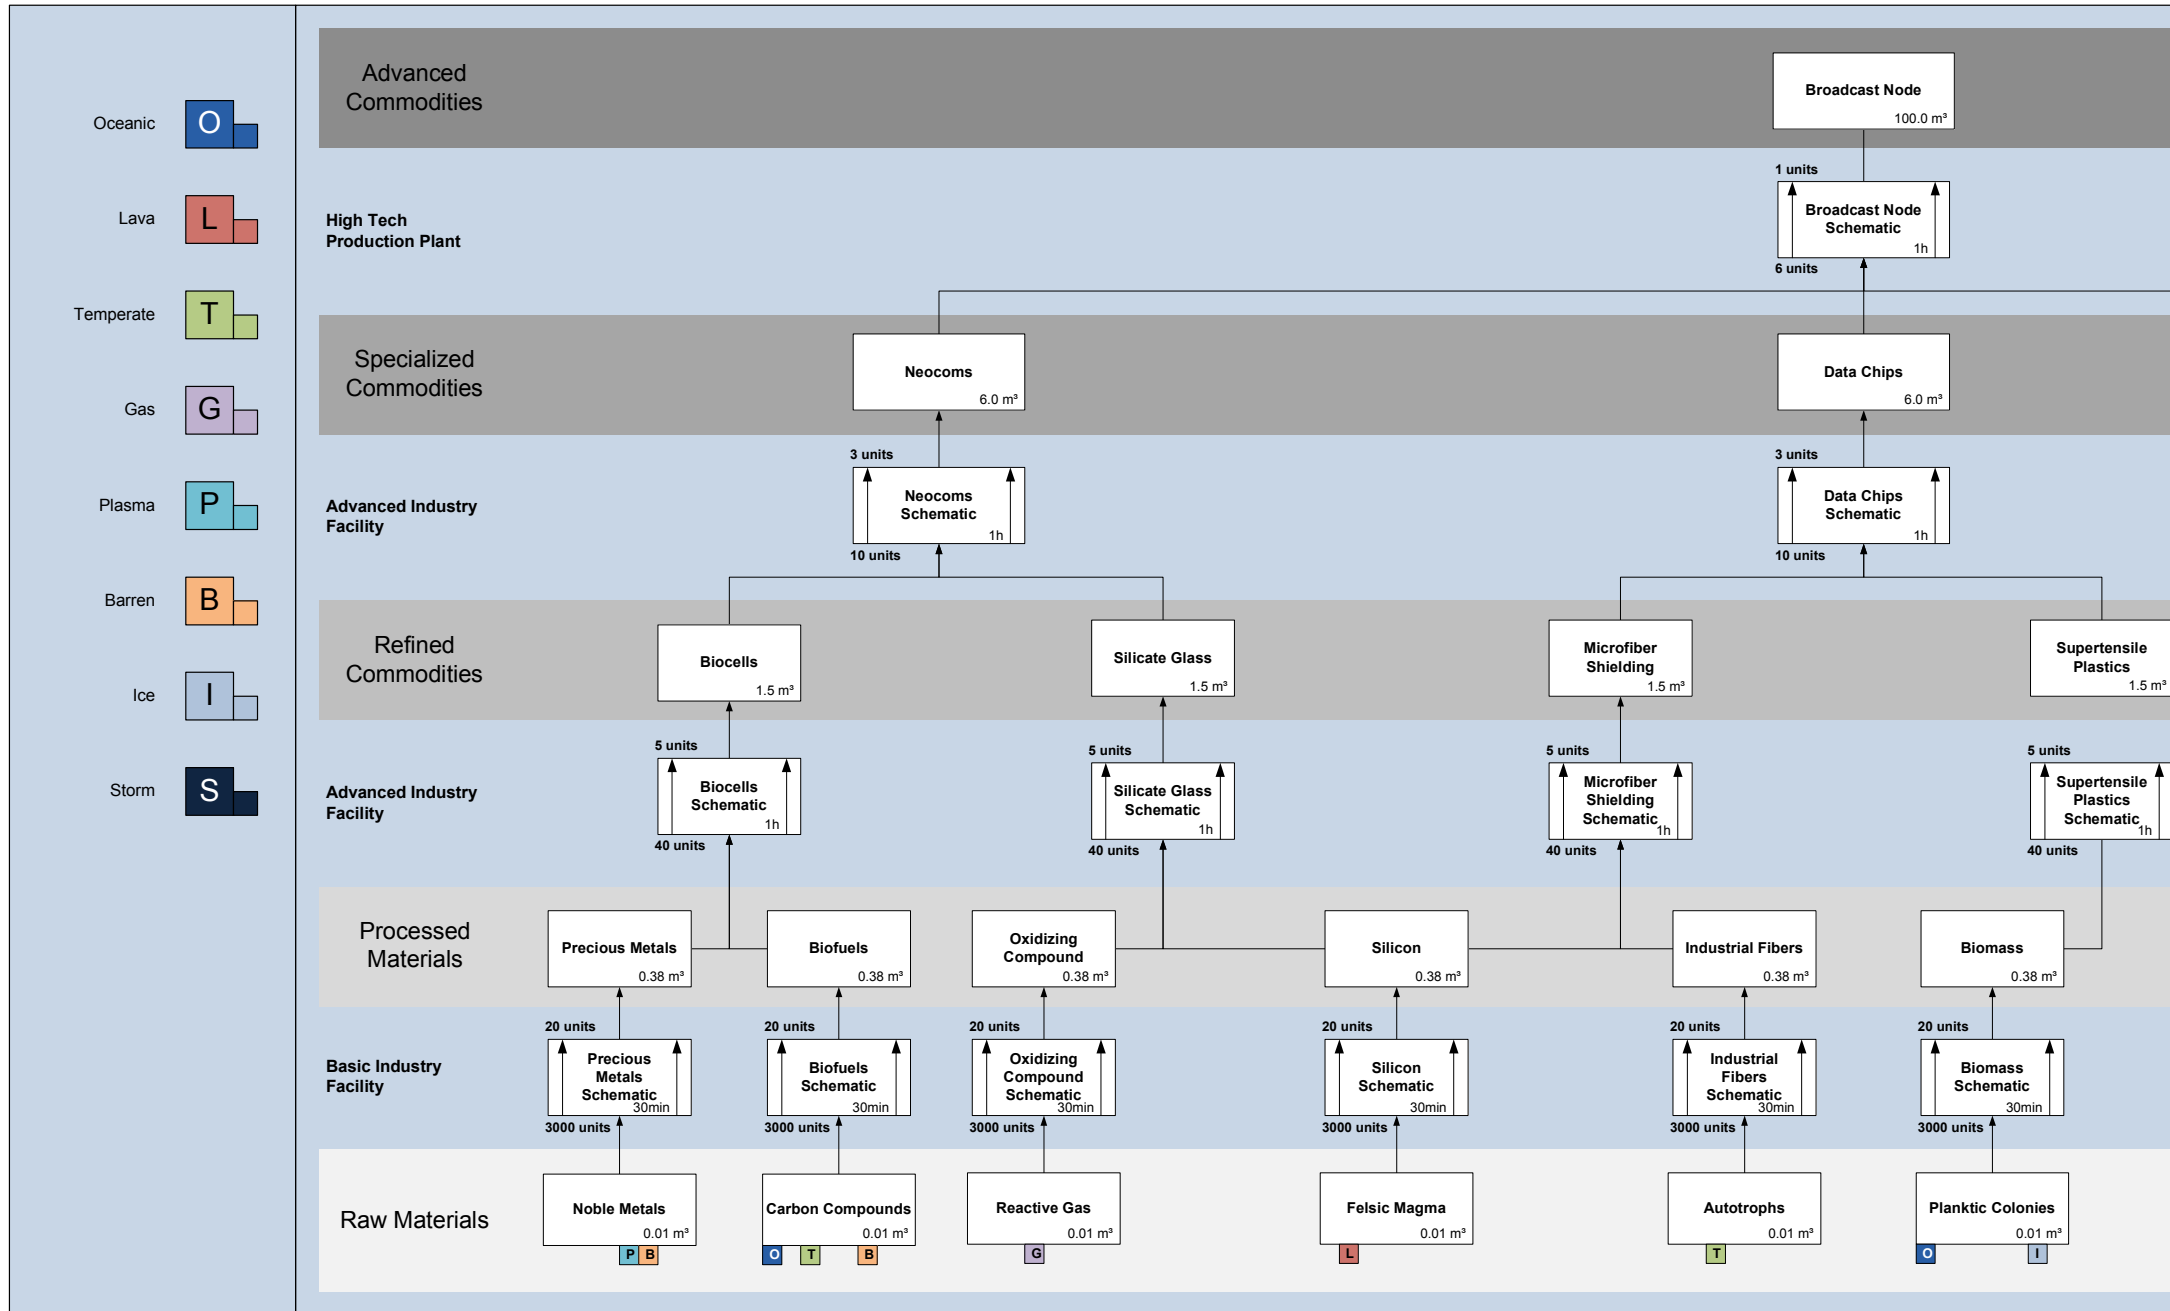 Oceanic
O
Lava
L
Temperate
T
Gas
G
Plasma
P
Barren
B
Ice
I
Storm
S
Advanced
Commodities
Broadcast Node
100.0 m³
High Tech
Production Plant
1 units
Broadcast Node
Schematic
1h
6 units
Specialized
Commodities
Neocoms
6.0 m³
Data Chips
6.0 m³
Advanced Industry
Facility
3 units
Neocoms
Schematic
1h
10 units
3 units
Data Chips
Schematic
1h
10 units
Refined
Commodities
Biocells
1.5 m³
Silicate Glass
1.5 m³
Microfiber
Shielding
1.5 m³
Supertensile
Plastics
1.5 m³
Advanced Industry
Facility
5 units
Biocells
Schematic
1h
40 units
5 units
Silicate Glass
Schematic
1h
40 units
5 units
Microfiber
Shielding
Schematic
1h
40 units
5 units
Supertensile
Plastics
Schematic
1h
40 units
Processed
Materials
Precious Metals
0.38 m³
Biofuels
0.38 m³
Oxidizing
Compound
0.38 m³
Silicon
0.38 m³
Industrial Fibers
0.38 m³
Biomass
0.38 m³
Basic Industry
Facility
20 units
Precious
Metals
Schematic
30min
3000 units
20 units
Biofuels
Schematic
30min
3000 units
20 units
Oxidizing
Compound
Schematic
30min
3000 units
20 units
Silicon
Schematic
30min
3000 units
20 units
Industrial
Fibers
Schematic
30min
3000 units
20 units
Biomass
Schematic
30min
3000 units
Raw Materials
Noble Metals
0.01 m³
P B
Carbon Compounds
0.01 m³
O T B
Reactive Gas
0.01 m³
G
Felsic Magma
0.01 m³
L
Autotrophs
0.01 m³
T
Planktic Colonies
0.01 m³
O I